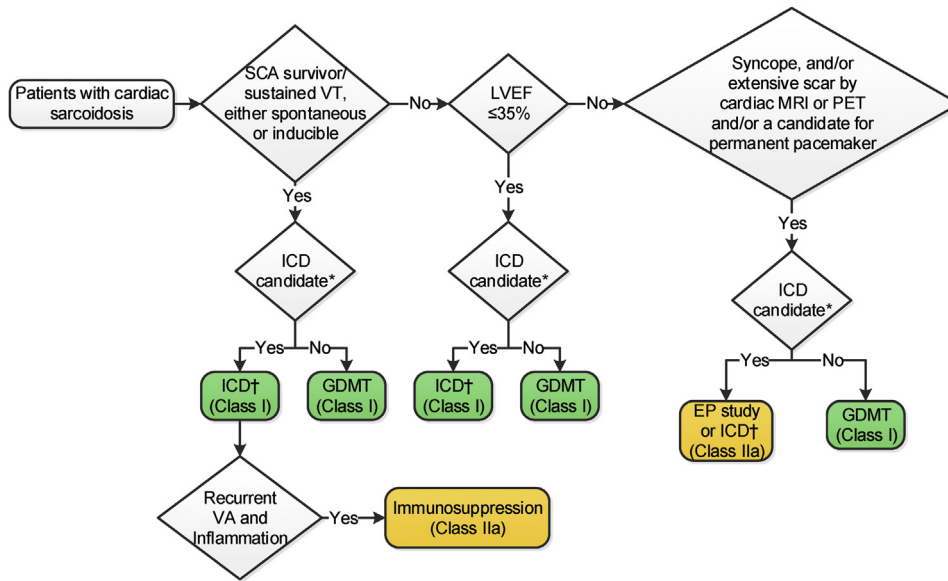 Patients with cardiac
sarcoidosis
SCA survivor/
sustained VT,
either spontaneous
or inducible
No
LVEF
≤35%
No
Syncope, and/or
extensive scar by
cardiac MRI or PET
and/or a candidate for
permanent pacemaker
Yes
Yes
Yes
ICD
candidate*
ICD
candidate*
ICD
candidate*
Yes
No
Yes
No
Yes
No
ICD†
(Class I)
GDMT
(Class I)
ICD†
(Class I)
GDMT
(Class I)
EP study
or ICD†
(Class IIa)
GDMT
(Class I)
Recurrent
VA and
Inflammation
Yes
Immunosuppression
(Class IIa)